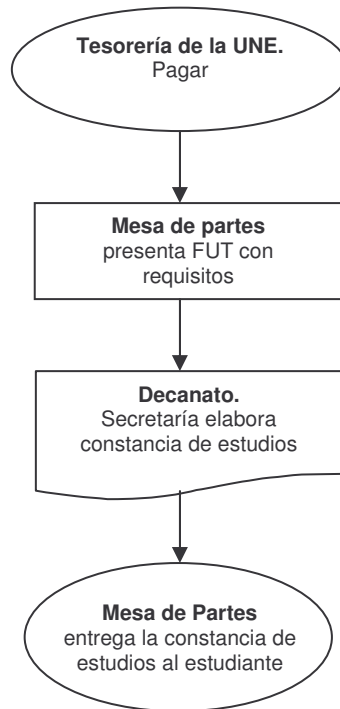 Tesorería de la UNE.
Pagar
Mesa de partes
presenta FUT con
requisitos
Decanato.
Secretaría elabora
constancia de estudios
Mesa de Partes
entrega la constancia de
estudios al estudiante